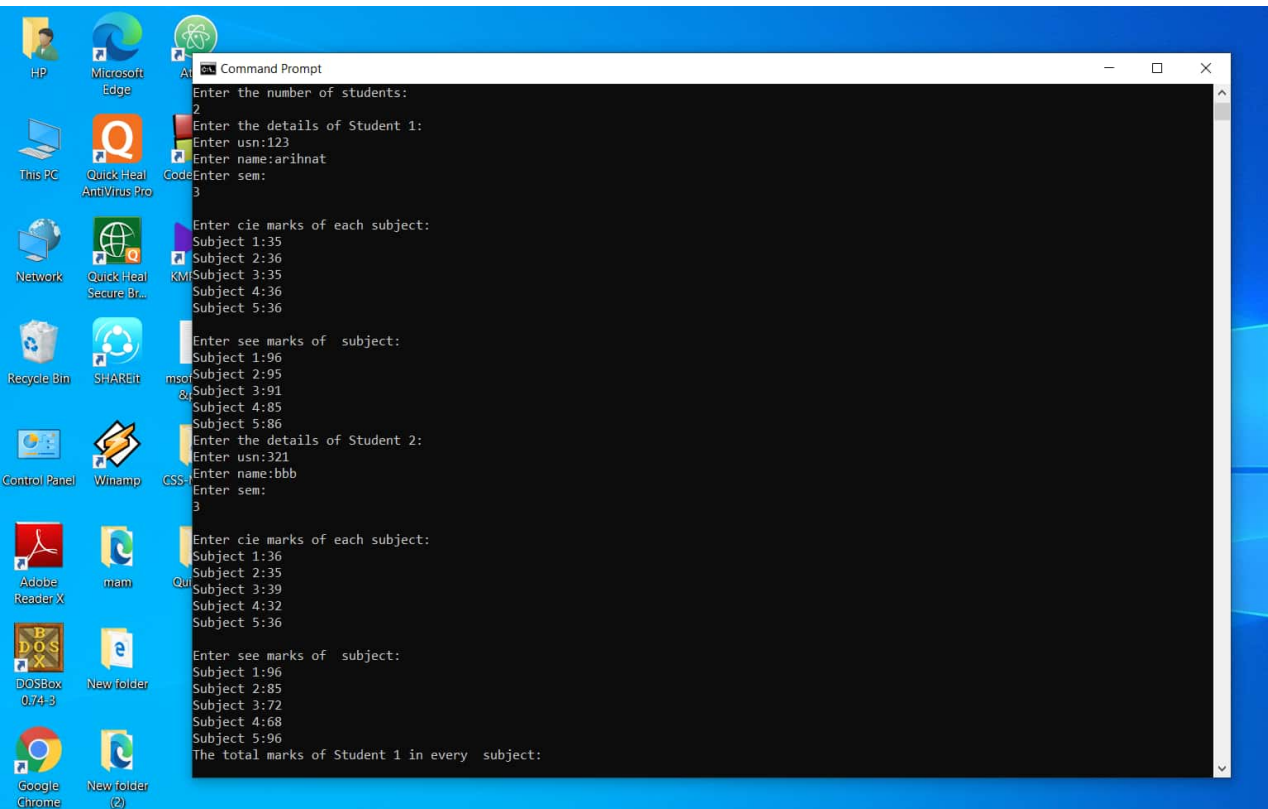 HP
Microsoft
Edge
This PC
Quick Heal
AntiVirus Pro
Code
Network
Quick Heal
Secure Br...
Recycle Bin
SHAREit
Control Panel
Winamp
Adobe
Reader X
mam
DOSBox
0.74-3
New folder
Google
Chrome
New folder
(2)
Command Prompt
Enter the number of students:
2
Enter the details of Student 1:
Enter usn:123
Enter name:arihnat
Enter sem:
3
Enter cie marks of each subject:
Subject 1:35
Subject 2:36
Subject 3:35
Subject 4:36
Subject 5:36
Enter see marks of  subject:
Subject 1:96
Subject 2:95
Subject 3:91
Subject 4:85
Subject 5:86
Enter the details of Student 2:
Enter usn:321
Enter name:bbb
Enter sem:
3
Enter cie marks of each subject:
Subject 1:36
Subject 2:35
Subject 3:39
Subject 4:32
Subject 5:36
Enter see marks of  subject:
Subject 1:96
Subject 2:85
Subject 3:72
Subject 4:68
Subject 5:96
The total marks of Student 1 in every  subject: